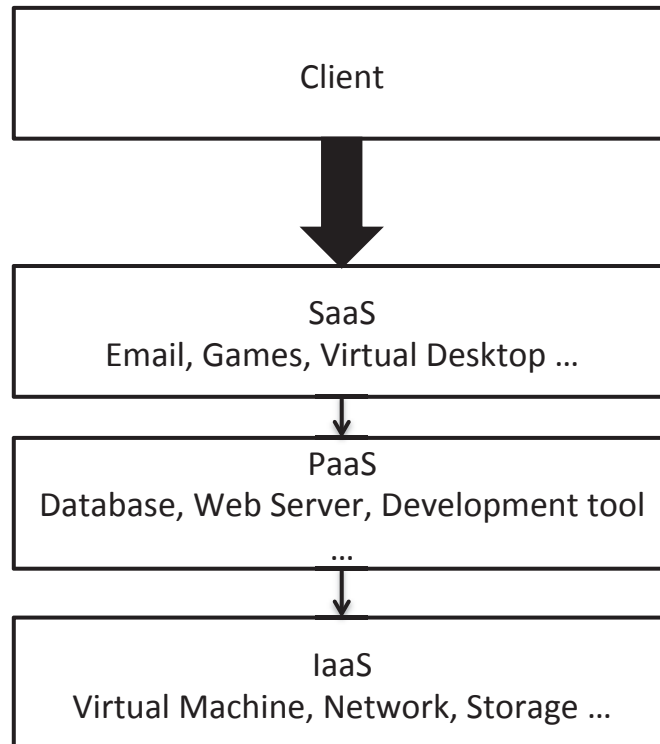 Client
SaaS
Email, Games, Virtual Desktop …
PaaS
Database, Web Server, Development tool
…
IaaS
Virtual Machine, Network, Storage …